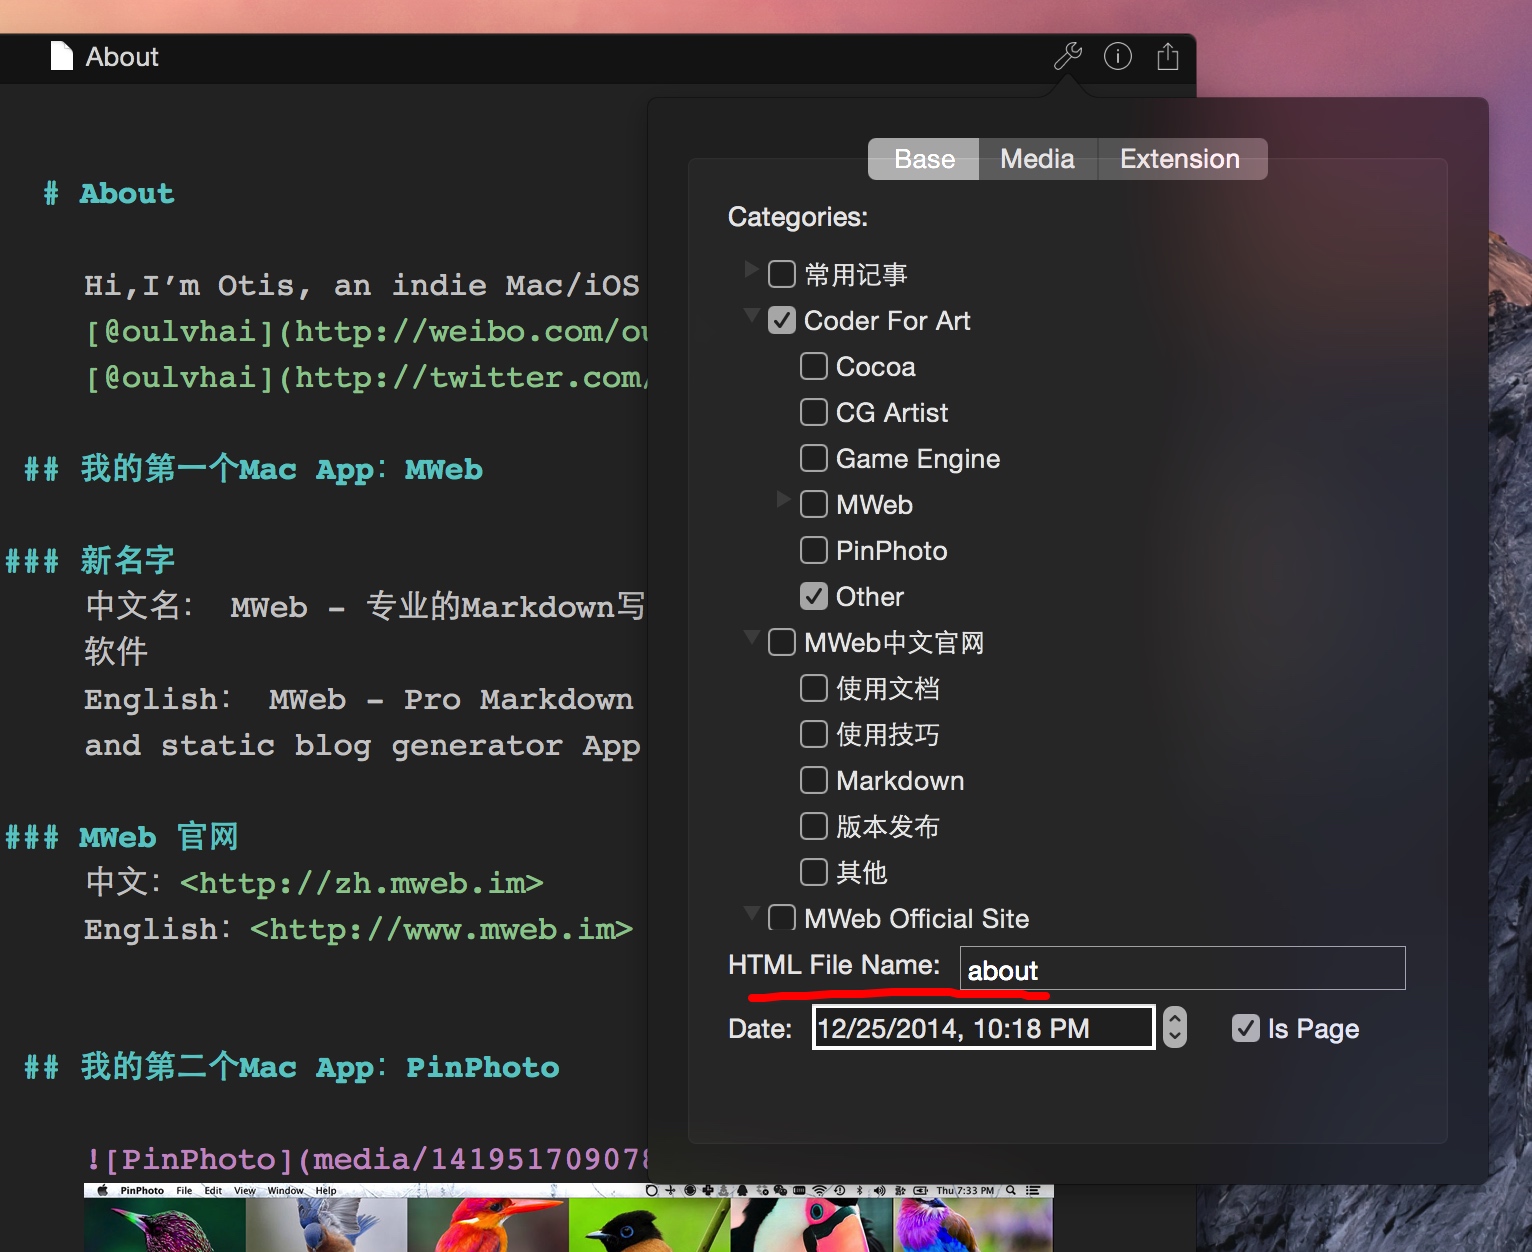 About
# About
Hi,I’m Otis, an indie Mac/iOS
[@oulvhai](http://weibo.com/ou
[@oulvhai](http://twitter.com/
## 我的第一个Mac App：MWeb
### 新名字
中文名： MWeb - 专业的Markdown写
软件
English： MWeb - Pro Markdown
and static blog generator App
### MWeb 官网
中文：<http://zh.mweb.im>
English：<http://www.mweb.im>
## 我的第二个Mac App：PinPhoto
![PinPhoto](media/141951709078
PinPhoto File Edit View Window Help Thu 7:33 PM
Base Media Extension
Categories:
常用记事
Coder For Art
Cocoa
CG Artist
Game Engine
MWeb
PinPhoto
Other
MWeb中文官网
使用文档
使用技巧
Markdown
版本发布
其他
MWeb Official Site
HTML File Name: about
Date: 12/25/2014, 10:18 PM Is Page